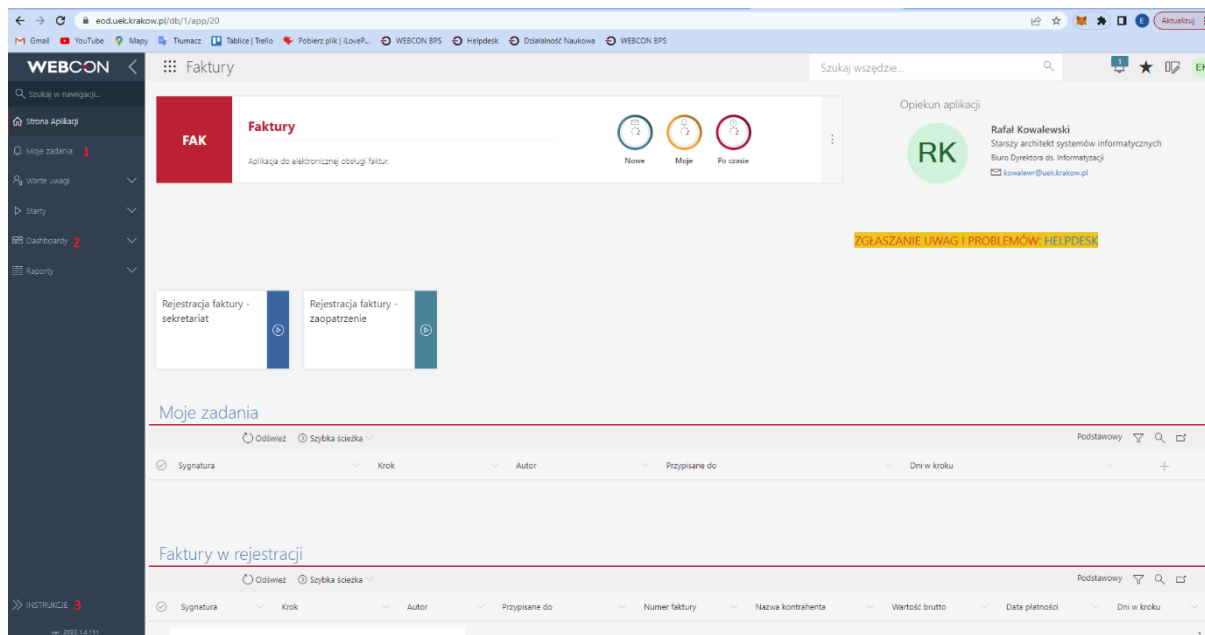 eod.uek.krakow.pl/db/1/app/20
E
Aktualizuj
Gmail YouTube Mapy Tłumacz Tablice | Trello Pobierz plik | iLoveP... WEBCON BPS Helpdesk Działalność Naukowa WEBCON BPS
WEBCON
Faktury
Szukaj wszędzie...
1
EK
Szukaj w nawigacji...
Strona Aplikacji
Moje zadania 1
Warte uwagi
Starty
Dashboardy 2
Raporty
INSTRUKCJE 3
ver. 2022.1.4.111
FAK
Faktury
Aplikacja do elektronicznej obsługi faktur.
Nowe Moje Po czasie
Opiekun aplikacji
RK
Rafał Kowalewski
Starszy architekt systemów informatycznych
Biuro Dyrektora ds. Informatyzacji
kowalewr@uek.krakow.pl
ZGŁASZANIE UWAG I PROBLEMÓW: HELPDESK
Rejestracja faktury -
sekretariat
Rejestracja faktury -
zaopatrzenie
Moje zadania
Odśwież Szybka ścieżka Podstawowy
Sygnatura Krok Autor Przypisane do Dni w kroku
Faktury w rejestracji
Odśwież Szybka ścieżka Podstawowy
Sygnatura Krok Autor Przypisane do Numer faktury Nazwa kontrahenta Wartość brutto Data płatności Dni w kroku